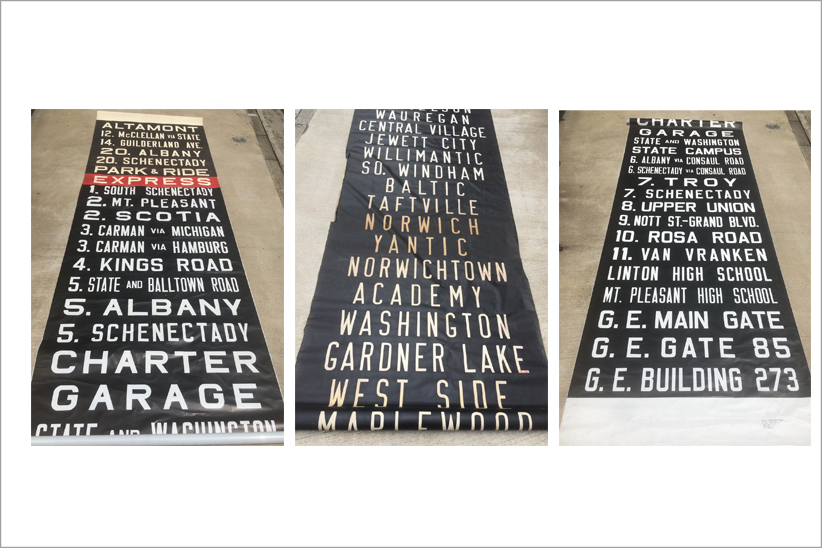 ALTAMONT
12. McCLELLAN VIA STATE
14. GUILDERLAND AVE.
20. ALBANY
20. SCHENECTADY
PARK & RIDE
EXPRESS
1. SOUTH SCHENECTADY
2. MT. PLEASANT
2. SCOTIA
3. CARMAN VIA MICHIGAN
3. CARMAN VIA HAMBURG
4. KINGS ROAD
5. STATE AND BALLTOWN ROAD
5. ALBANY
5. SCHENECTADY
CHARTER
GARAGE
STATE AND WASHINGTON
WAUREGAN
CENTRAL VILLAGE
JEWETT CITY
WILLIMANTIC
SO. WINDHAM
BALTIC
TAFTVILLE
NORWICH
YANTIC
NORWICHTOWN
ACADEMY
WASHINGTON
GARDNER LAKE
WEST SIDE
MAPLEWOOD
CHARTER
GARAGE
STATE AND WASHINGTON
STATE CAMPUS
6. ALBANY VIA CONSAUL ROAD
6. SCHENECTADY VIA CONSAUL ROAD
7. TROY
7. SCHENECTADY
8. UPPER UNION
9. NOTT ST.-GRAND BLVD.
10. ROSA ROAD
11. VAN VRANKEN
LINTON HIGH SCHOOL
MT. PLEASANT HIGH SCHOOL
G. E. MAIN GATE
G. E. GATE 85
G. E. BUILDING 273